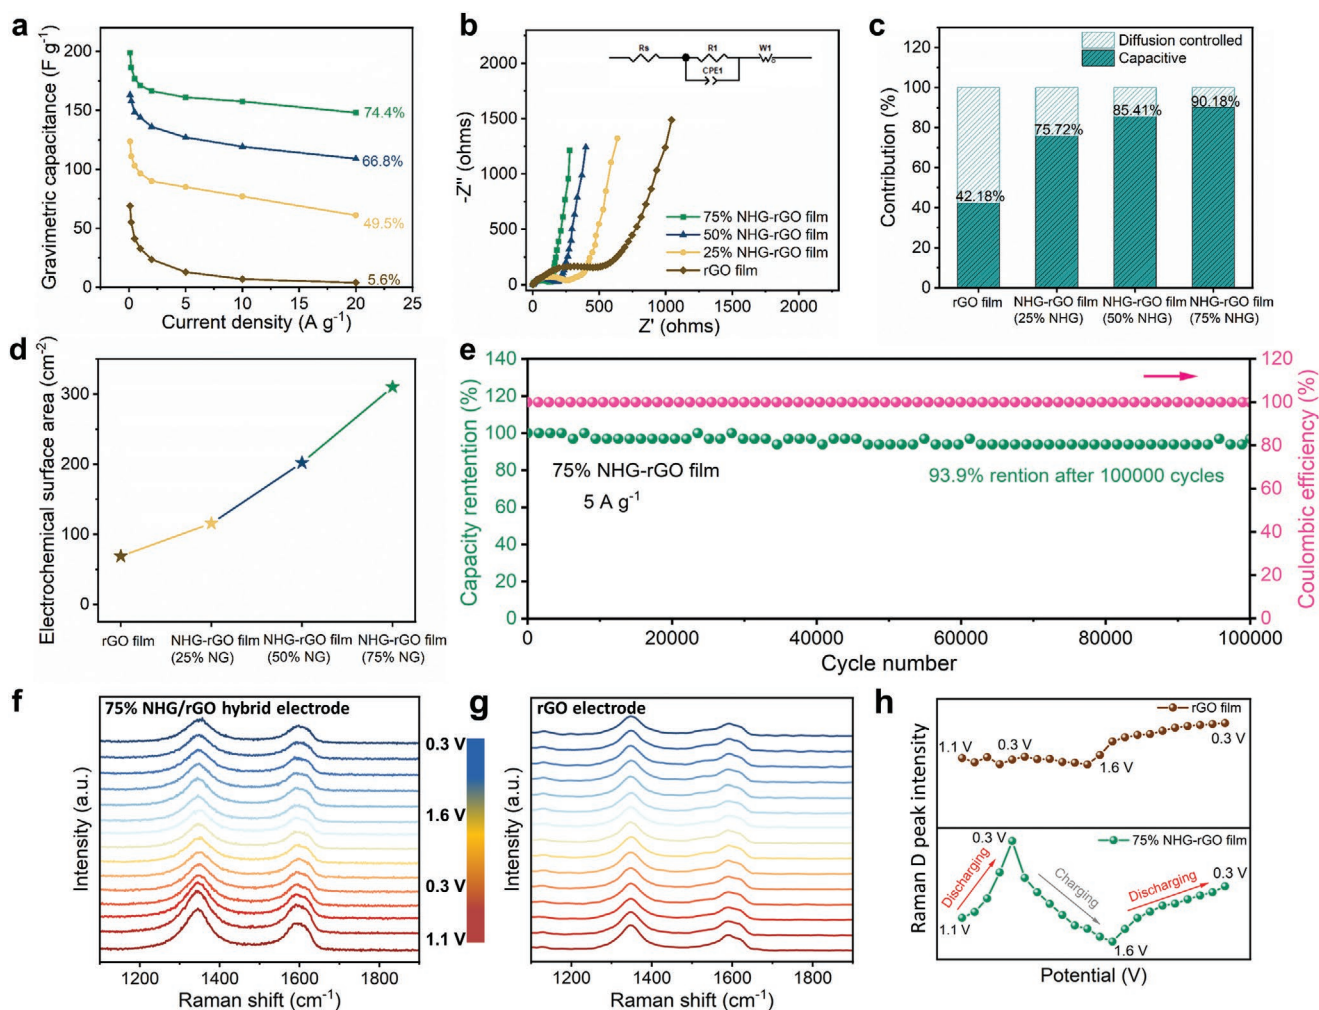 a
Gravimetric capacitance (F g⁻¹)
200
150
100
50
0
74.4%
66.8%
49.5%
5.6%
0 5 10 15 20 25
Current density (A g⁻¹)
b
-Z'' (ohms)
2000
1500
1000
500
0
Rs R1 W1
CPE1
75% NHG-rGO film
50% NHG-rGO film
25% NHG-rGO film
rGO film
0 500 1000 1500 2000
Z' (ohms)
c
Contribution (%)
120
100
80
60
40
20
0
Diffusion controlled
Capacitive
42.18%
75.72%
85.41%
90.18%
rGO film NHG-rGO film NHG-rGO film NHG-rGO film
(25% NHG) (50% NHG) (75% NHG)
d
Electrochemical surface area (cm⁻²)
300
200
100
0
rGO film NHG-rGO film NHG-rGO film NHG-rGO film
(25% NG) (50% NG) (75% NG)
e
Capacity rentention (%)
140
120
100
80
60
40
20
0
75% NHG-rGO film
5 A g⁻¹
93.9% rention after 100000 cycles
0 20000 40000 60000 80000 100000
Cycle number
120
100
80
60
40
20
0
Coulombic efficiency (%)
f
75% NHG/rGO hybrid electrode
Intensity (a.u.)
1200 1400 1600 1800
Raman shift (cm⁻¹)
0.3 V
1.6 V
0.3 V
1.1 V
g
rGO electrode
Intensity (a.u.)
1200 1400 1600 1800
Raman shift (cm⁻¹)
h
Raman D peak intensity
rGO film
1.1 V
0.3 V
1.6 V
0.3 V
75% NHG-rGO film
0.3 V
Discharging
Charging
Discharging
0.3 V
1.1 V
1.6 V
Potential (V)